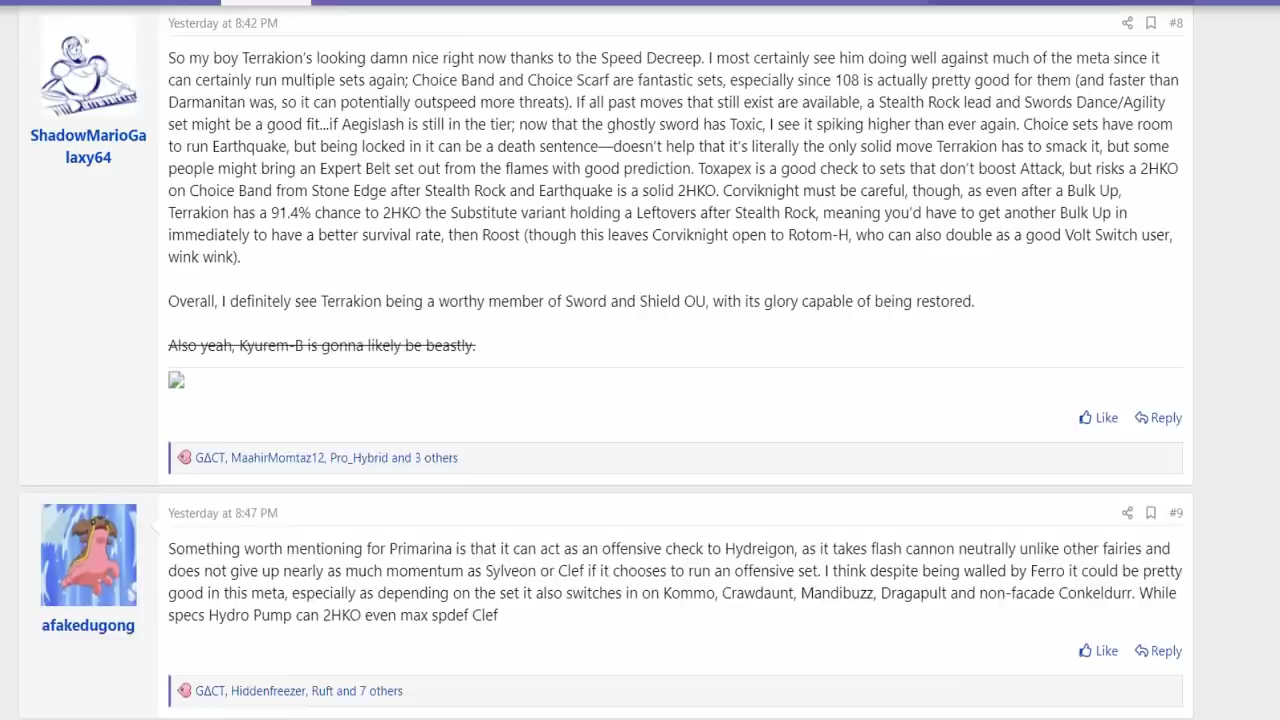 Yesterday at 8:42 PM
#8
ShadowMarioGa
laxy64
So my boy Terrakion's looking damn nice right now thanks to the Speed Decreep. I most certainly see him doing well against much of the meta since it
can certainly run multiple sets again; Choice Band and Choice Scarf are fantastic sets, especially since 108 is actually pretty good for them (and faster than
Darmanitan was, so it can potentially outspeed more threats). If all past moves that still exist are available, a Stealth Rock lead and Swords Dance/Agility
set might be a good fit...if Aegislash is still in the tier; now that the ghostly sword has Toxic, I see it spiking higher than ever again. Choice sets have room
to run Earthquake, but being locked in it can be a death sentence—doesn't help that it's literally the only solid move Terrakion has to smack it, but some
people might bring an Expert Belt set out from the flames with good prediction. Toxapex is a good check to sets that don't boost Attack, but risks a 2HKO
on Choice Band from Stone Edge after Stealth Rock and Earthquake is a solid 2HKO. Corviknight must be careful, though, as even after a Bulk Up,
Terrakion has a 91.4% chance to 2HKO the Substitute variant holding a Leftovers after Stealth Rock, meaning you'd have to get another Bulk Up in
immediately to have a better survival rate, then Roost (though this leaves Corviknight open to Rotom-H, who can also double as a good Volt Switch user,
wink wink).
Overall, I definitely see Terrakion being a worthy member of Sword and Shield OU, with its glory capable of being restored.
Also yeah, Kyurem-B is gonna likely be beastly.
Like Reply
GΔCT, MaahirMomtaz12, Pro_Hybrid and 3 others
Yesterday at 8:47 PM
#9
afakedugong
Something worth mentioning for Primarina is that it can act as an offensive check to Hydreigon, as it takes flash cannon neutrally unlike other fairies and
does not give up nearly as much momentum as Sylveon or Clef if it chooses to run an offensive set. I think despite being walled by Ferro it could be pretty
good in this meta, especially as depending on the set it also switches in on Kommo, Crawdaunt, Mandibuzz, Dragapult and non-facade Conkeldurr. While
specs Hydro Pump can 2HKO even max spdef Clef
Like Reply
GΔCT, Hiddenfreezer, Ruft and 7 others